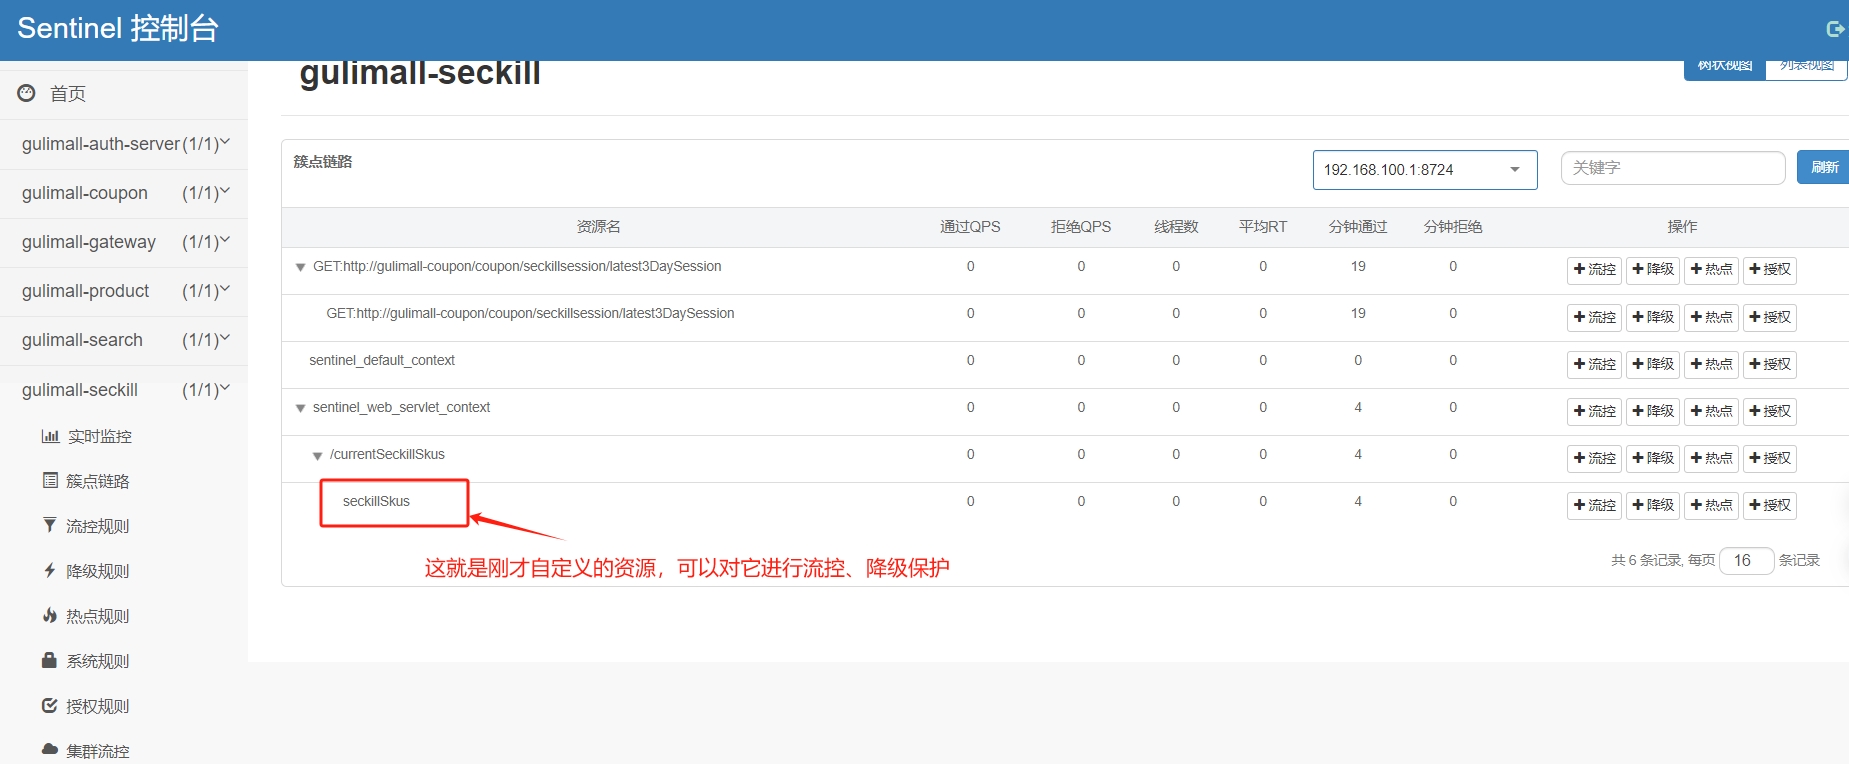 Sentinel 控制台
gulimall-seckill
树状视图 列表视图
首页
gulimall-auth-server (1/1)
gulimall-coupon (1/1)
gulimall-gateway (1/1)
gulimall-product (1/1)
gulimall-search (1/1)
gulimall-seckill (1/1)
实时监控
簇点链路
流控规则
降级规则
热点规则
系统规则
授权规则
集群流控
簇点链路 192.168.100.1:8724 关键字 刷新
资源名 通过QPS 拒绝QPS 线程数 平均RT 分钟通过 分钟拒绝 操作
GET:http://gulimall-coupon/coupon/seckillsession/latest3DaySession 0 0 0 0 19 0 +流控 +降级 +热点 +授权
GET:http://gulimall-coupon/coupon/seckillsession/latest3DaySession 0 0 0 0 19 0 +流控 +降级 +热点 +授权
sentinel_default_context 0 0 0 0 0 0 +流控 +降级 +热点 +授权
sentinel_web_servlet_context 0 0 0 0 4 0 +流控 +降级 +热点 +授权
/currentSeckillSkus 0 0 0 0 4 0 +流控 +降级 +热点 +授权
seckillSkus 0 0 0 0 4 0 +流控 +降级 +热点 +授权
这就是刚才自定义的资源，可以对它进行流控、降级保护
共 6 条记录, 每页 16 条记录